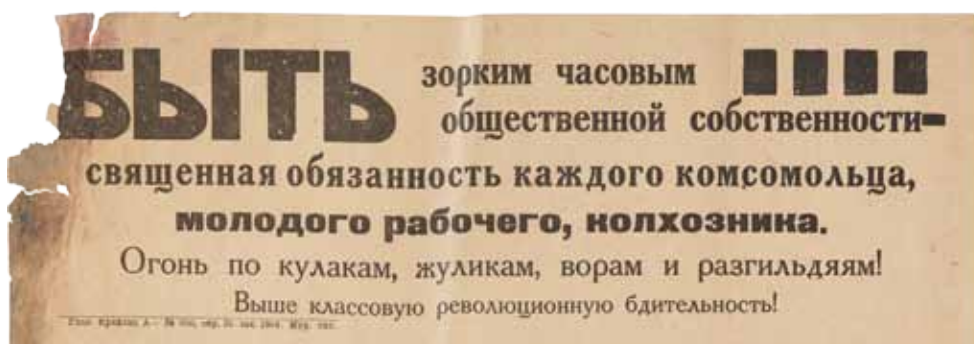 БЫТЬ зорким часовым
общественной собственности-
священная обязанность каждого комсомольца,
молодого рабочего, колхозника.
Огонь по кулакам, жуликам, ворам и разгильдяям!
Выше классовую революционную бдительность!